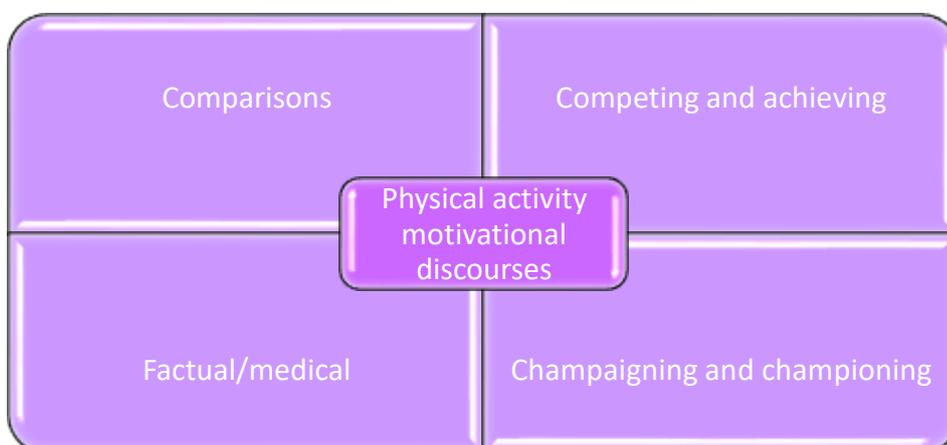 Comparisons
Competing and achieving
Physical activity
motivational
discourses
Factual/medical
Champaigning and championing